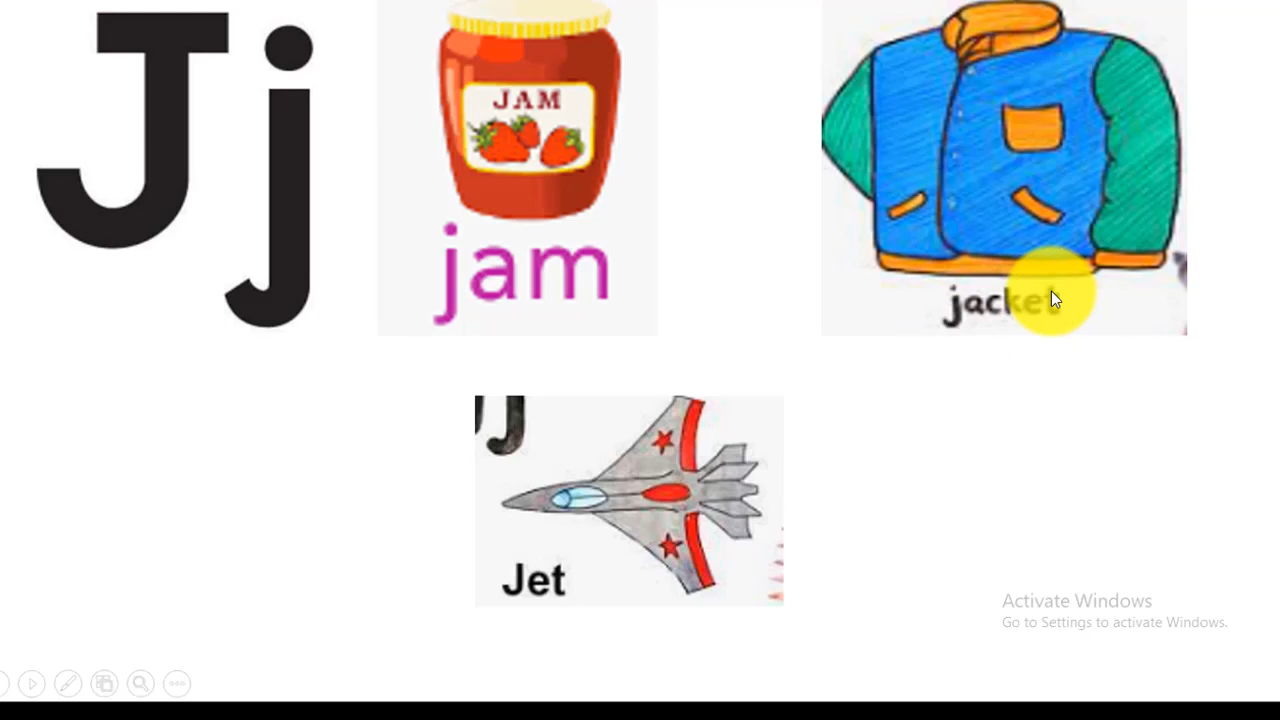 Jj
JAM
jam
jacket
j
Jet
Activate Windows
Go to Settings to activate Windows.